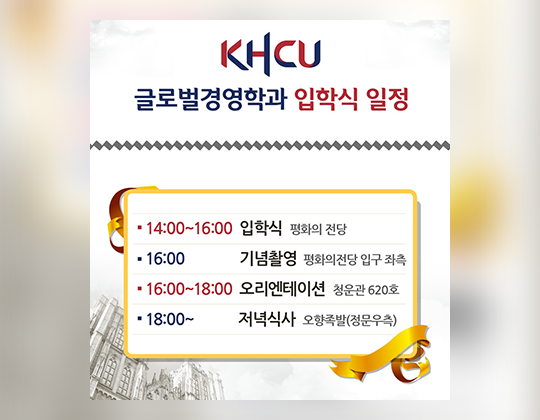 KHCU
글로벌경영학과 입학식 일정
▪ 14:00~16:00 입학식 평화의 전당
▪ 16:00 기념촬영 평화의전당 입구 좌측
▪ 16:00~18:00 오리엔테이션 청운관 620호
▪ 18:00~ 저녁식사 오향족발(정문우측)